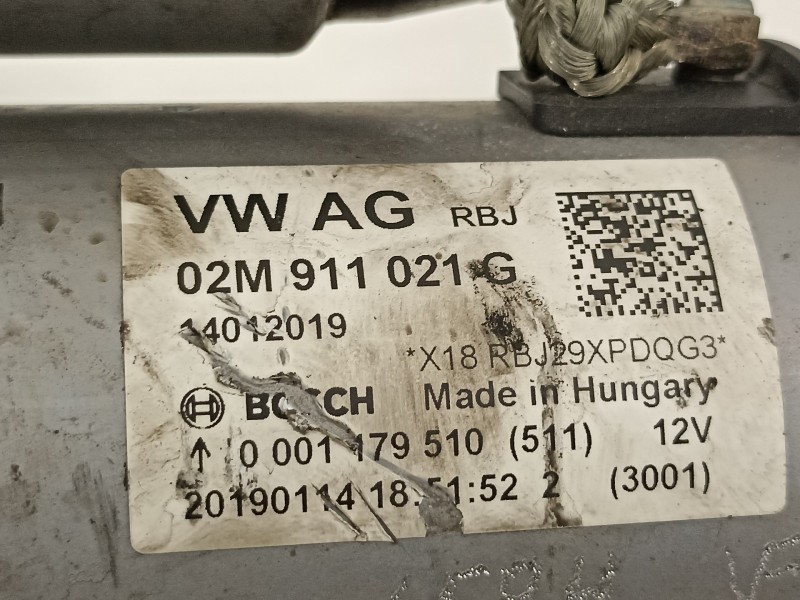 VW AG RBJ
02M 911 021 G
14012019
*X18 RBJ29XPDQG3*
BOSCH Made in Hungary
↑ 0 001 179 510 (511) 12V
20190114 18:51:52 2 (3001)